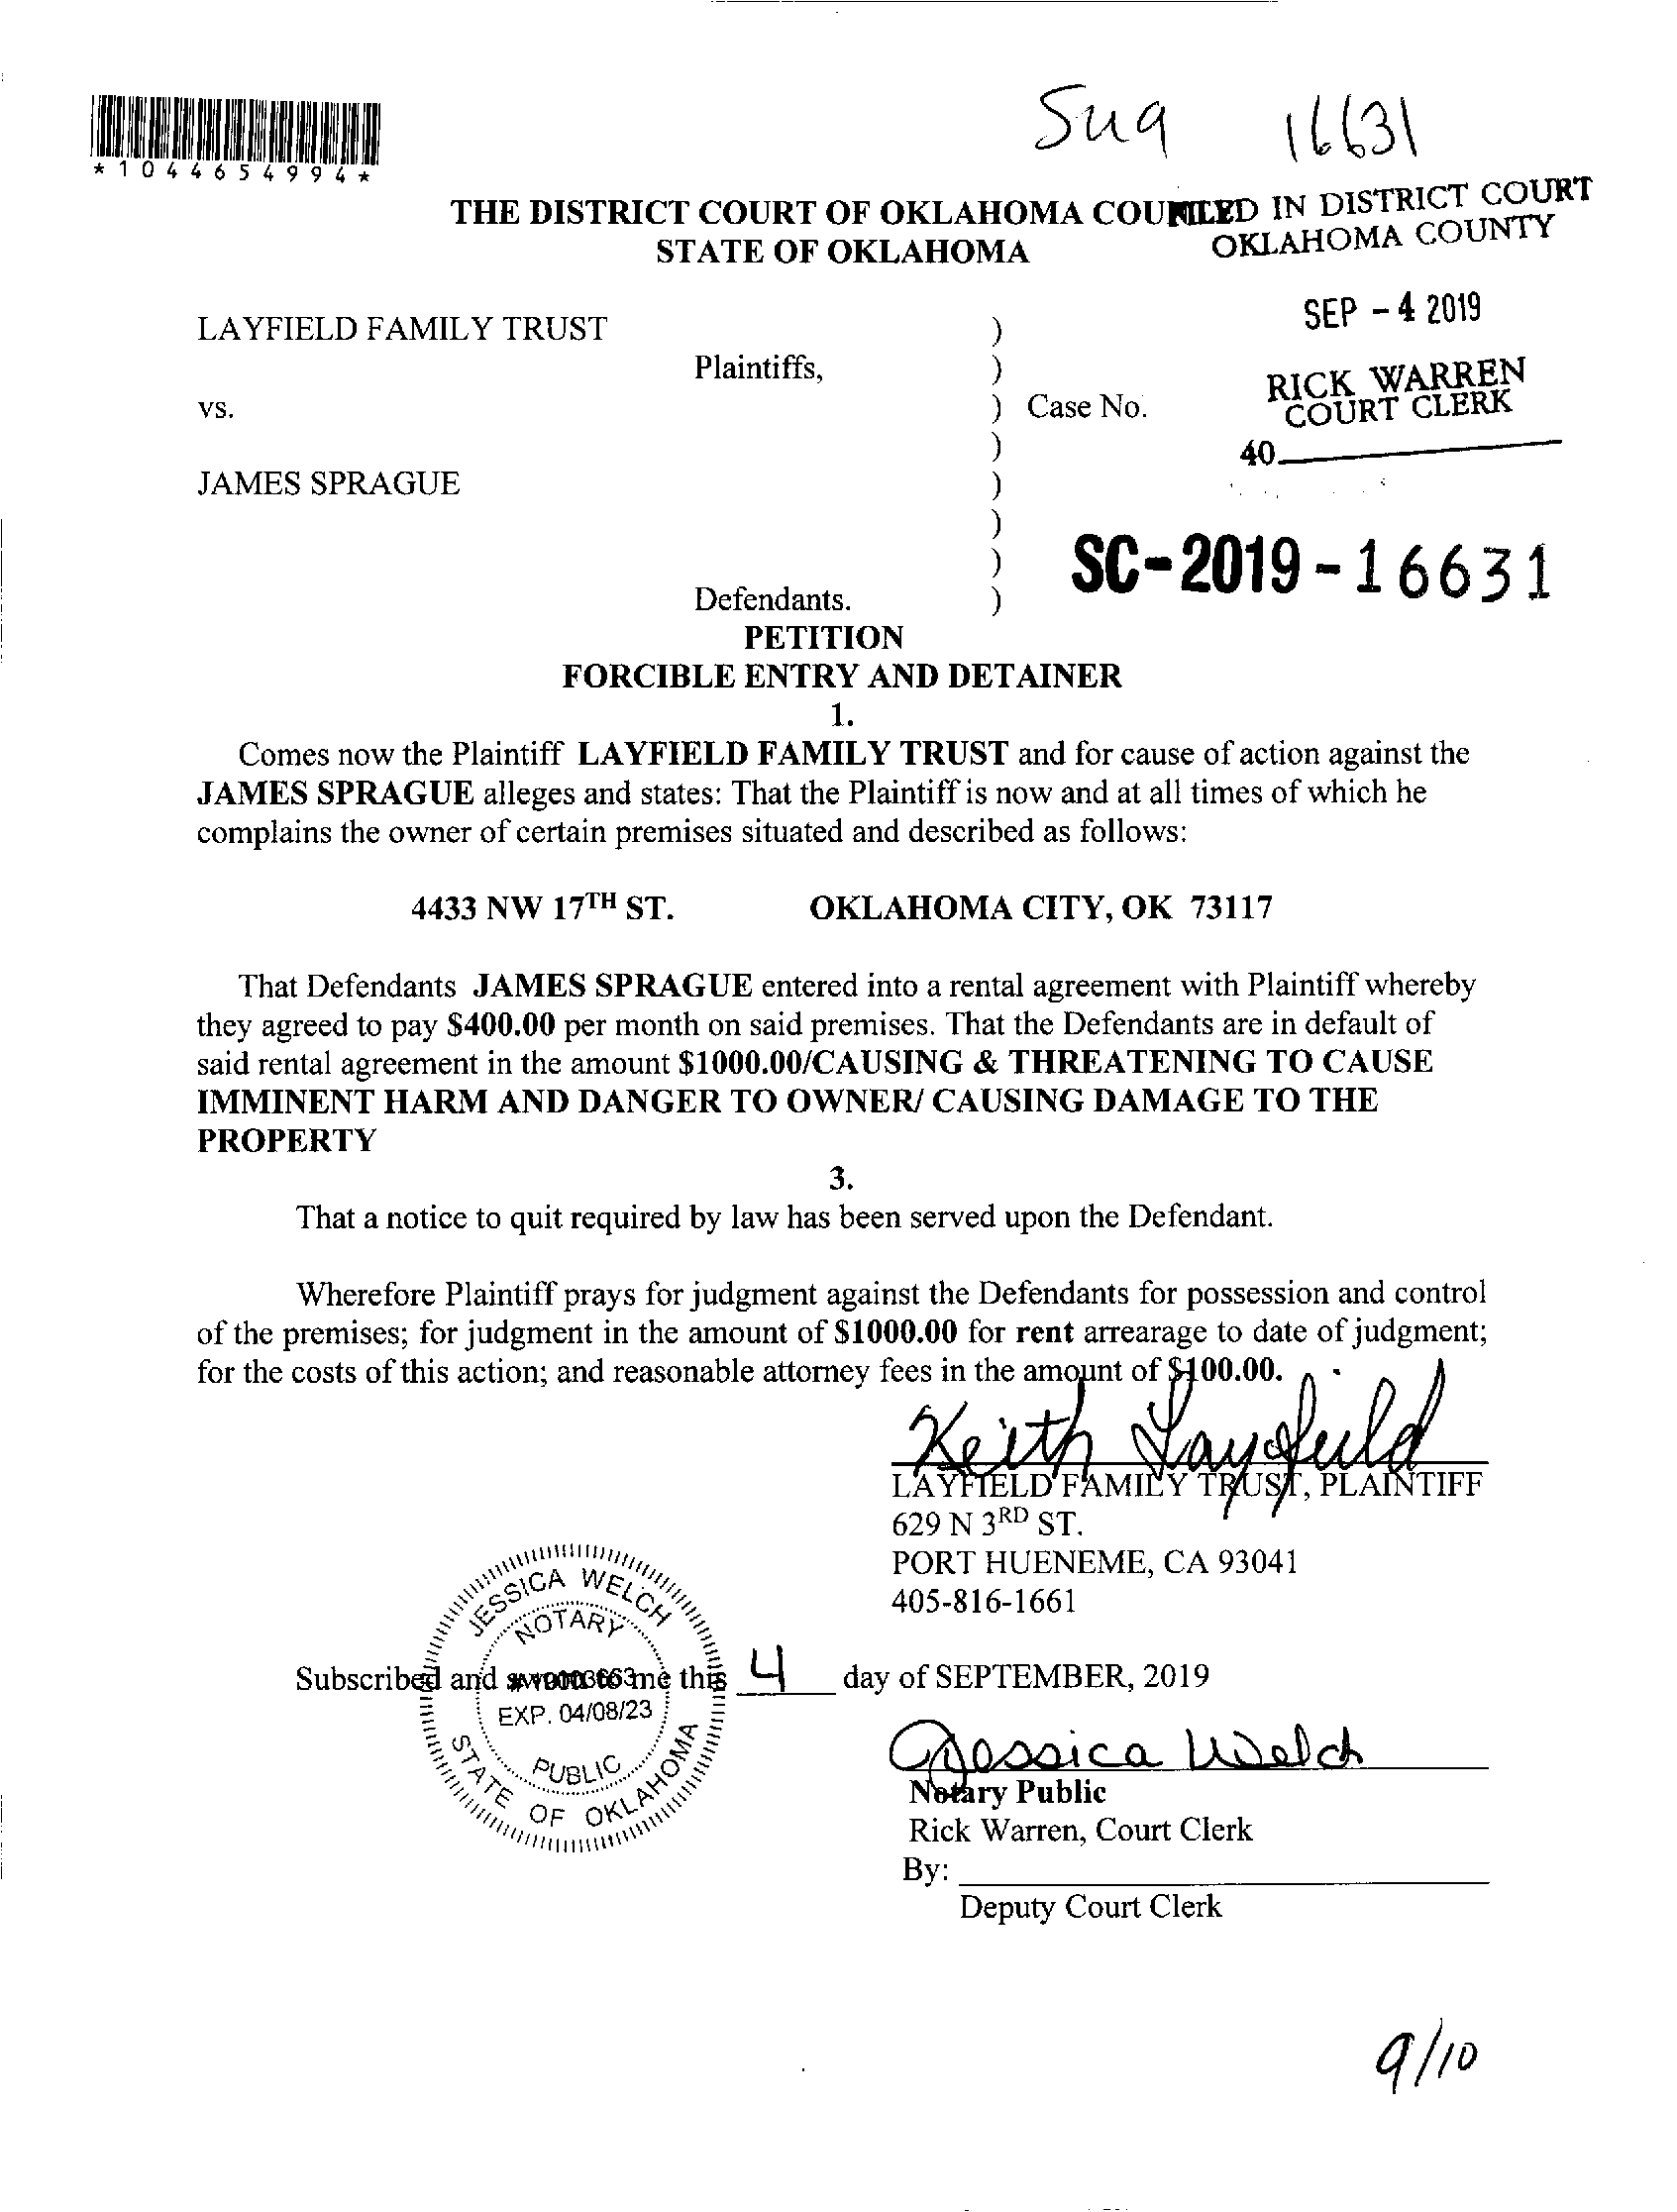 Suq 16631
*1044654994*
THE DISTRICT COURT OF OKLAHOMA COUN
STATE OF OKLAHOMA
FILED IN DISTRICT COURT
OKLAHOMA COUNTY
SEP - 4 2019
RICK WARREN
COURT CLERK
40
LAYFIELD FAMILY TRUST )
Plaintiffs, )
vs. ) Case No.
)
JAMES SPRAGUE )
)
)
Defendants. )
SC-2019-16631
PETITION
FORCIBLE ENTRY AND DETAINER
1.
Comes now the Plaintiff LAYFIELD FAMILY TRUST and for cause of action against the
JAMES SPRAGUE alleges and states: That the Plaintiff is now and at all times of which he
complains the owner of certain premises situated and described as follows:
4433 NW 17TH ST. OKLAHOMA CITY, OK 73117
That Defendants JAMES SPRAGUE entered into a rental agreement with Plaintiff whereby
they agreed to pay $400.00 per month on said premises. That the Defendants are in default of
said rental agreement in the amount $1000.00/CAUSING & THREATENING TO CAUSE
IMMINENT HARM AND DANGER TO OWNER/ CAUSING DAMAGE TO THE
PROPERTY
3.
That a notice to quit required by law has been served upon the Defendant.
Wherefore Plaintiff prays for judgment against the Defendants for possession and control
of the premises; for judgment in the amount of $1000.00 for rent arrearage to date of judgment;
for the costs of this action; and reasonable attorney fees in the amount of $100.00.
Keith Layfield
LAYFIELD FAMILY TRUST, PLAINTIFF
629 N 3RD ST.
PORT HUENEME, CA 93041
405-816-1661
Subscribed and sworn to me this 4 day of SEPTEMBER, 2019
JESSICA WELCH
NOTARY
EXP. 04/08/23
PUBLIC
STATE OF OKLAHOMA
Jessica Welch
Notary Public
Rick Warren, Court Clerk
By:
Deputy Court Clerk
9/10